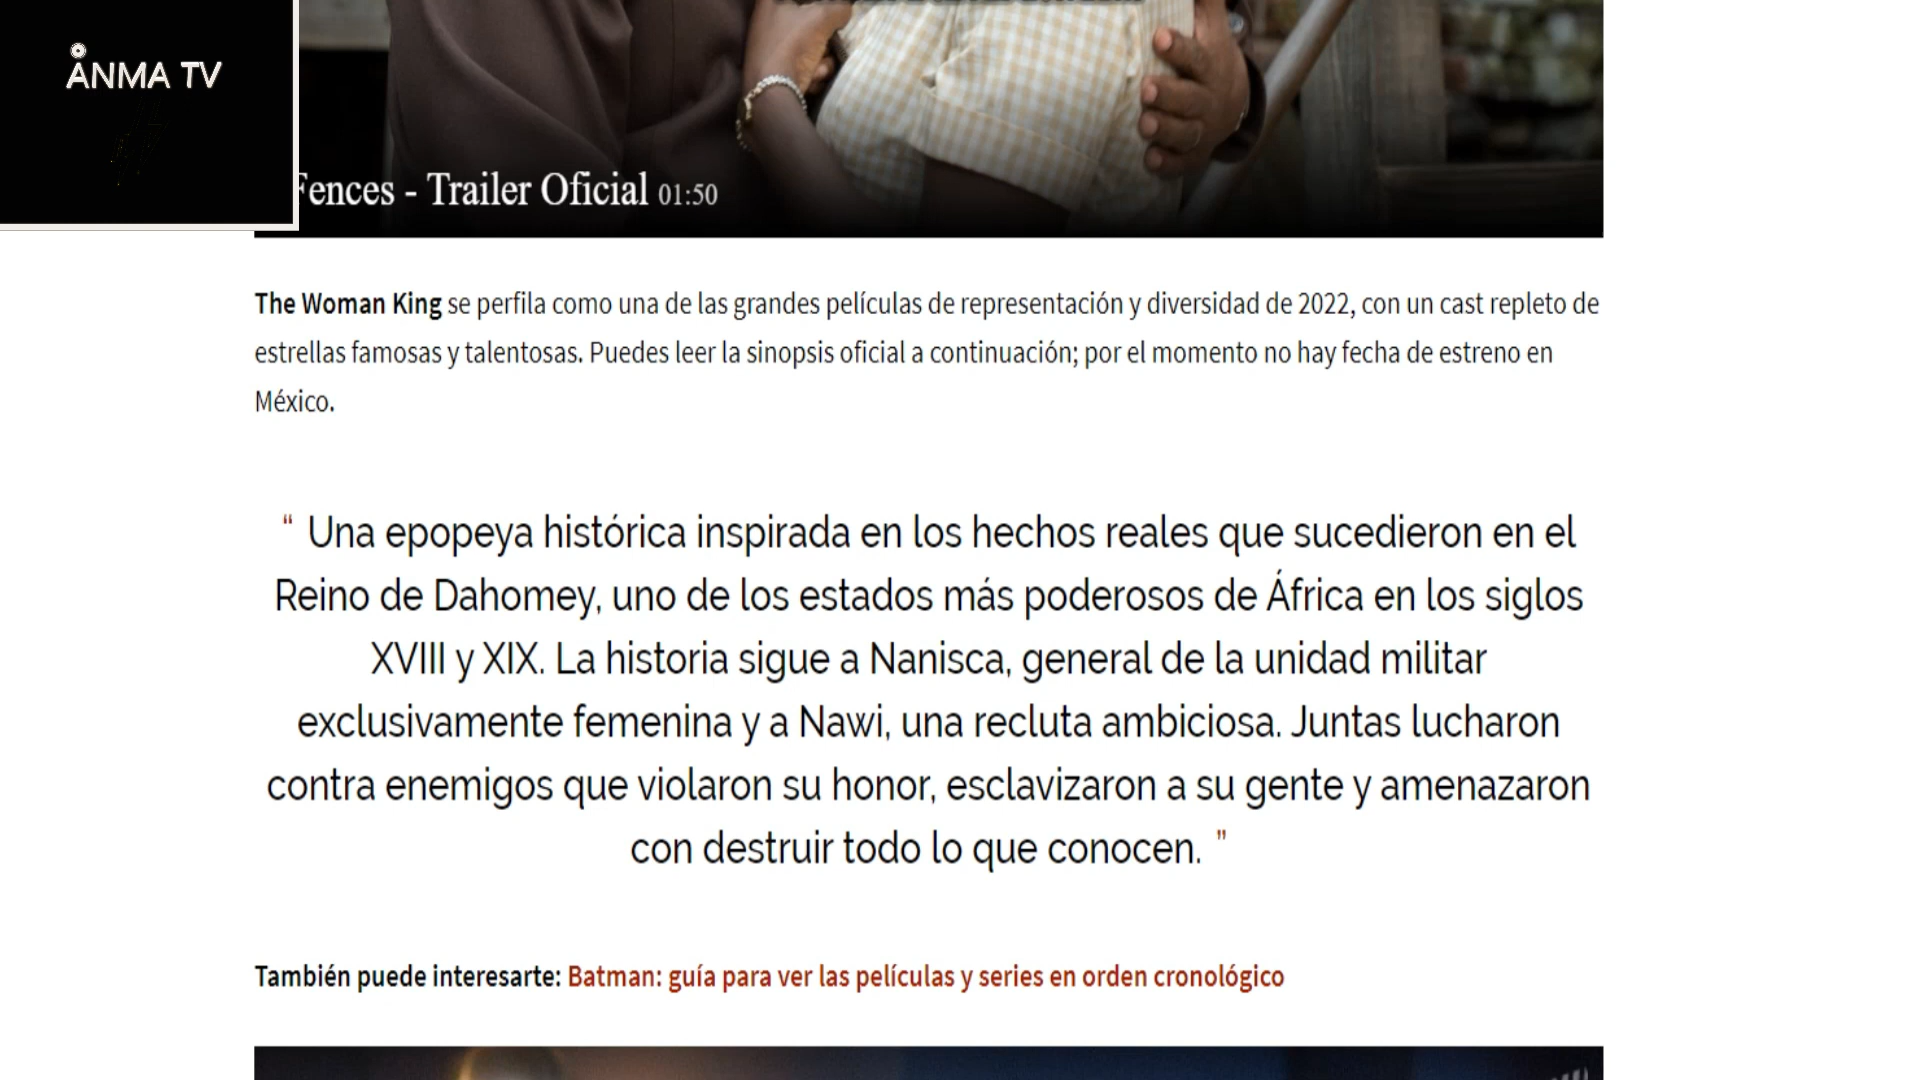 ANMA TV
Fences - Trailer Oficial 01:50
The Woman King se perfila como una de las grandes películas de representación y diversidad de 2022, con un cast repleto de
estrellas famosas y talentosas. Puedes leer la sinopsis oficial a continuación; por el momento no hay fecha de estreno en
México.
“ Una epopeya histórica inspirada en los hechos reales que sucedieron en el
Reino de Dahomey, uno de los estados más poderosos de África en los siglos
XVIII y XIX. La historia sigue a Nanisca, general de la unidad militar
exclusivamente femenina y a Nawi, una recluta ambiciosa. Juntas lucharon
contra enemigos que violaron su honor, esclavizaron a su gente y amenazaron
con destruir todo lo que conocen. ”
También puede interesarte: Batman: guía para ver las películas y series en orden cronológico